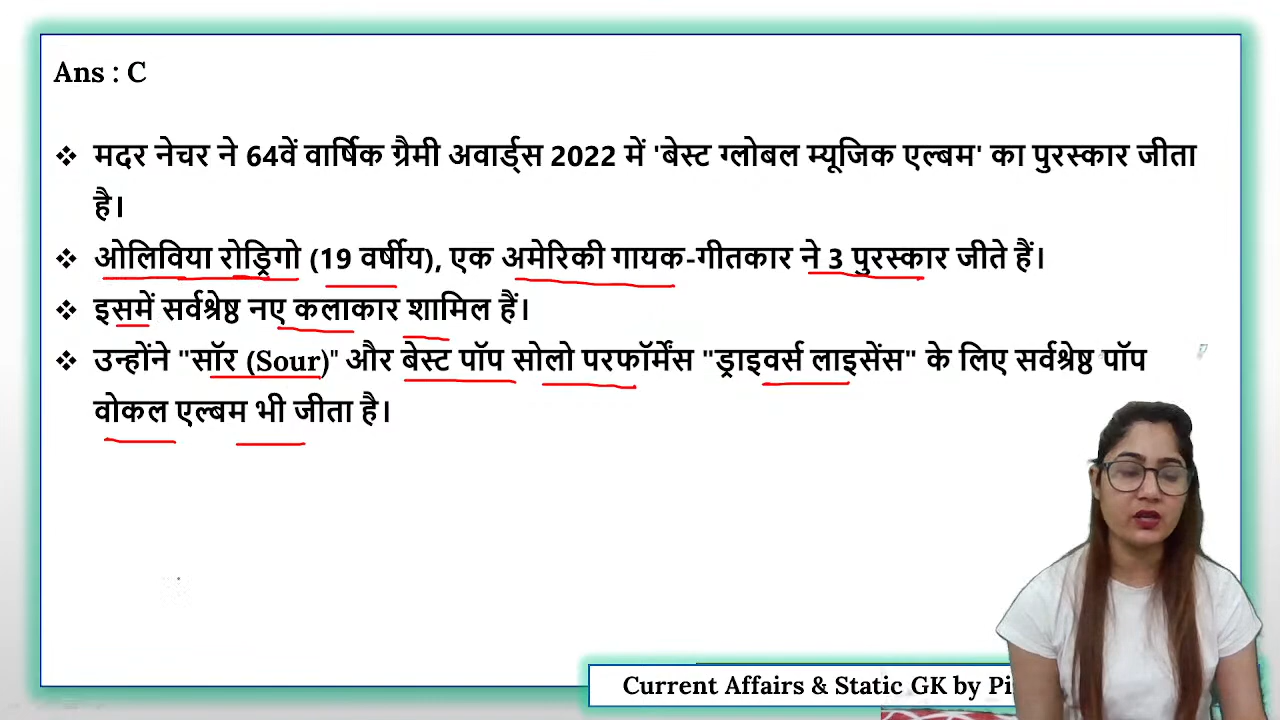 Ans : C
❖ मदर नेचर ने 64वें वार्षिक ग्रैमी अवार्ड्स 2022 में 'बेस्ट ग्लोबल म्यूजिक एल्बम' का पुरस्कार जीता
है।
❖ ओलिविया रोड्रिगो (19 वर्षीय), एक अमेरिकी गायक-गीतकार ने 3 पुरस्कार जीते हैं।
❖ इसमें सर्वश्रेष्ठ नए कलाकार शामिल हैं।
❖ उन्होंने "सॉर (Sour)" और बेस्ट पॉप सोलो परफॉर्मेंस "ड्राइवर्स लाइसेंस" के लिए सर्वश्रेष्ठ पॉप
वोकल एल्बम भी जीता है।
Current Affairs & Static GK by